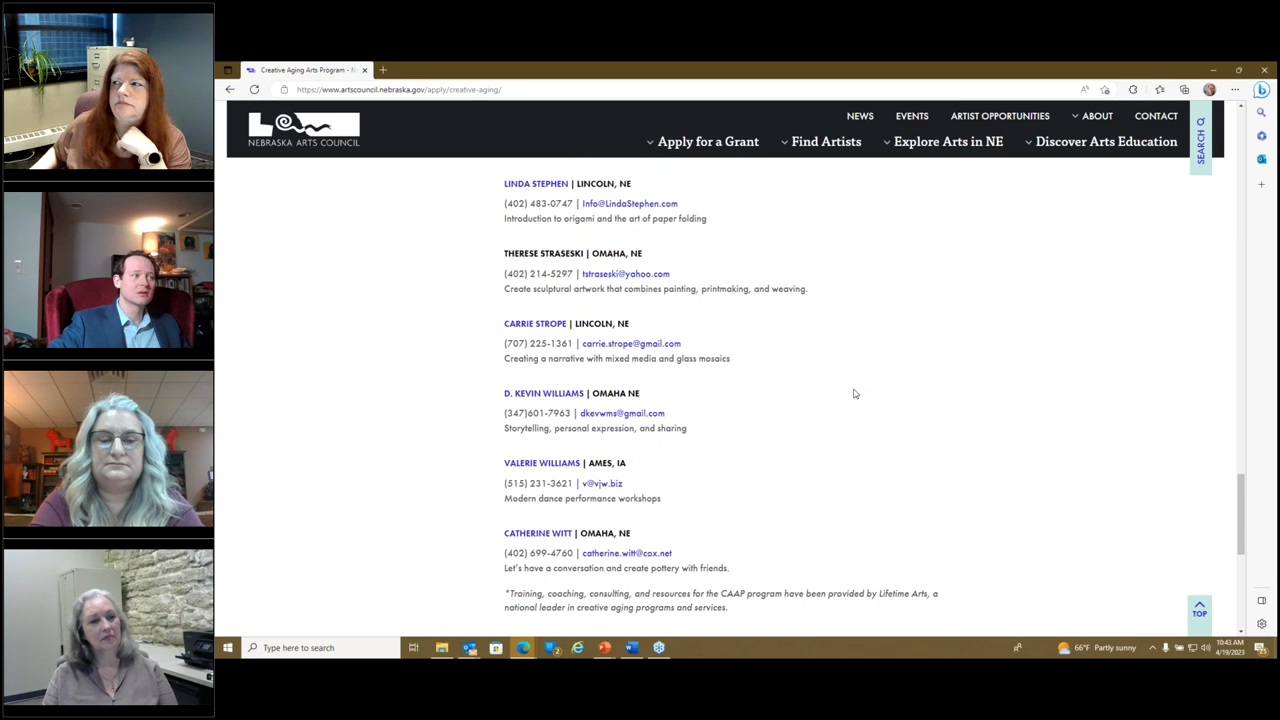 Creative Aging Arts Program - N
https://www.artscouncil.nebraska.gov/apply/creative-aging/
NEBRASKA ARTS COUNCIL
NEWS EVENTS ARTIST OPPORTUNITIES ABOUT CONTACT
Apply for a Grant Find Artists Explore Arts in NE Discover Arts Education
SEARCH
LINDA STEPHEN | LINCOLN, NE
(402) 483-0747 | Info@LindaStephen.com
Introduction to origami and the art of paper folding
THERESE STRASESKI | OMAHA, NE
(402) 214-5297 | tstraseski@yahoo.com
Create sculptural artwork that combines painting, printmaking, and weaving.
CARRIE STROPE | LINCOLN, NE
(707) 225-1361 | carrie.strope@gmail.com
Creating a narrative with mixed media and glass mosaics
D. KEVIN WILLIAMS | OMAHA NE
(347)601-7963 | dkevwms@gmail.com
Storytelling, personal expression, and sharing
VALERIE WILLIAMS | AMES, IA
(515) 231-3621 | v@vjw.biz
Modern dance performance workshops
CATHERINE WITT | OMAHA, NE
(402) 699-4760 | catherine.witt@cox.net
Let's have a conversation and create pottery with friends.
*Training, coaching, consulting, and resources for the CAAP program have been provided by Lifetime Arts, a
national leader in creative aging programs and services.
TOP
Type here to search
66°F Partly sunny
10:43 AM
4/19/2023